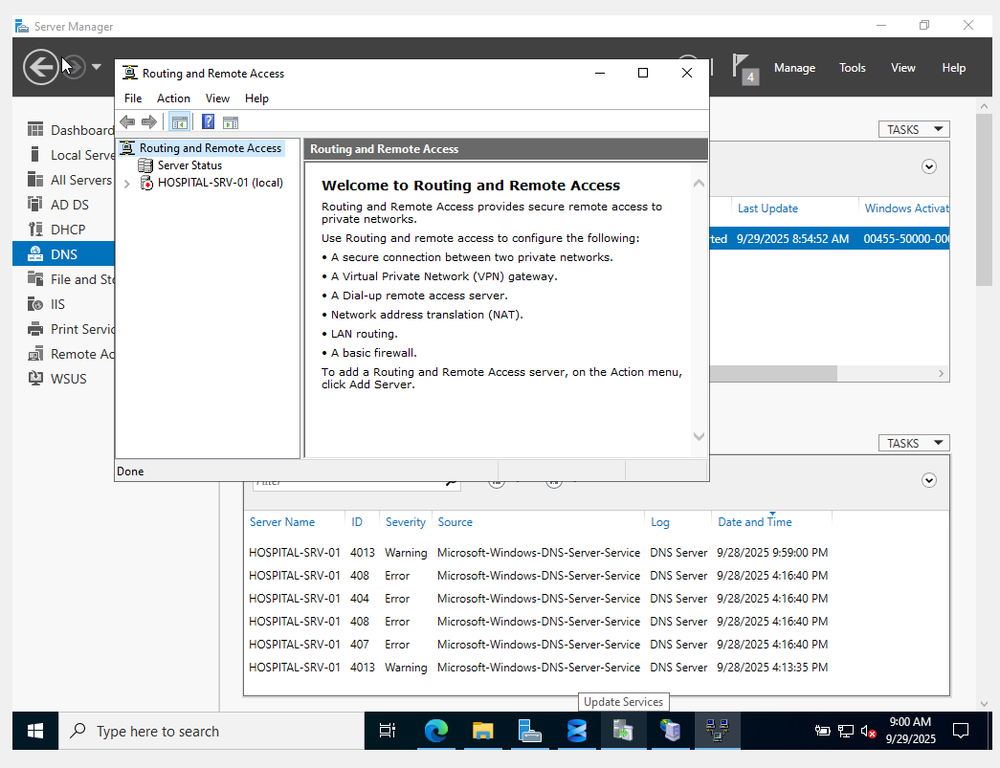 Server Manager
4
Manage
Tools
View
Help
Routing and Remote Access
File Action View Help
Routing and Remote Access
Server Status
HOSPITAL-SRV-01 (local)
Routing and Remote Access
Welcome to Routing and Remote Access
Routing and Remote Access provides secure remote access to
private networks.
Use Routing and remote access to configure the following:
• A secure connection between two private networks.
• A Virtual Private Network (VPN) gateway.
• A Dial-up remote access server.
• Network address translation (NAT).
• LAN routing.
• A basic firewall.
To add a Routing and Remote Access server, on the Action menu,
click Add Server.
Done
Dashboard
Local Serve
All Servers
AD DS
DHCP
DNS
File and Sto
IIS
Print Servic
Remote Ac
WSUS
TASKS
Last Update Windows Activat
ted 9/29/2025 8:54:52 AM 00455-50000-000
TASKS
Filter
Server Name ID Severity Source Log Date and Time
HOSPITAL-SRV-01 4013 Warning Microsoft-Windows-DNS-Server-Service DNS Server 9/28/2025 9:59:00 PM
HOSPITAL-SRV-01 408 Error Microsoft-Windows-DNS-Server-Service DNS Server 9/28/2025 4:16:40 PM
HOSPITAL-SRV-01 404 Error Microsoft-Windows-DNS-Server-Service DNS Server 9/28/2025 4:16:40 PM
HOSPITAL-SRV-01 408 Error Microsoft-Windows-DNS-Server-Service DNS Server 9/28/2025 4:16:40 PM
HOSPITAL-SRV-01 407 Error Microsoft-Windows-DNS-Server-Service DNS Server 9/28/2025 4:16:40 PM
HOSPITAL-SRV-01 4013 Warning Microsoft-Windows-DNS-Server-Service DNS Server 9/28/2025 4:13:35 PM
Update Services
Type here to search
9:00 AM
9/29/2025